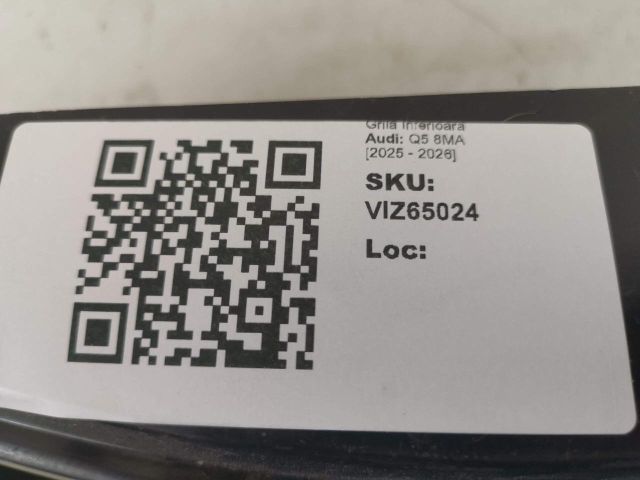 Grila Inferioara
Audi: Q5 8MA
[2025 - 2026]
SKU:
VIZ65024
Loc: